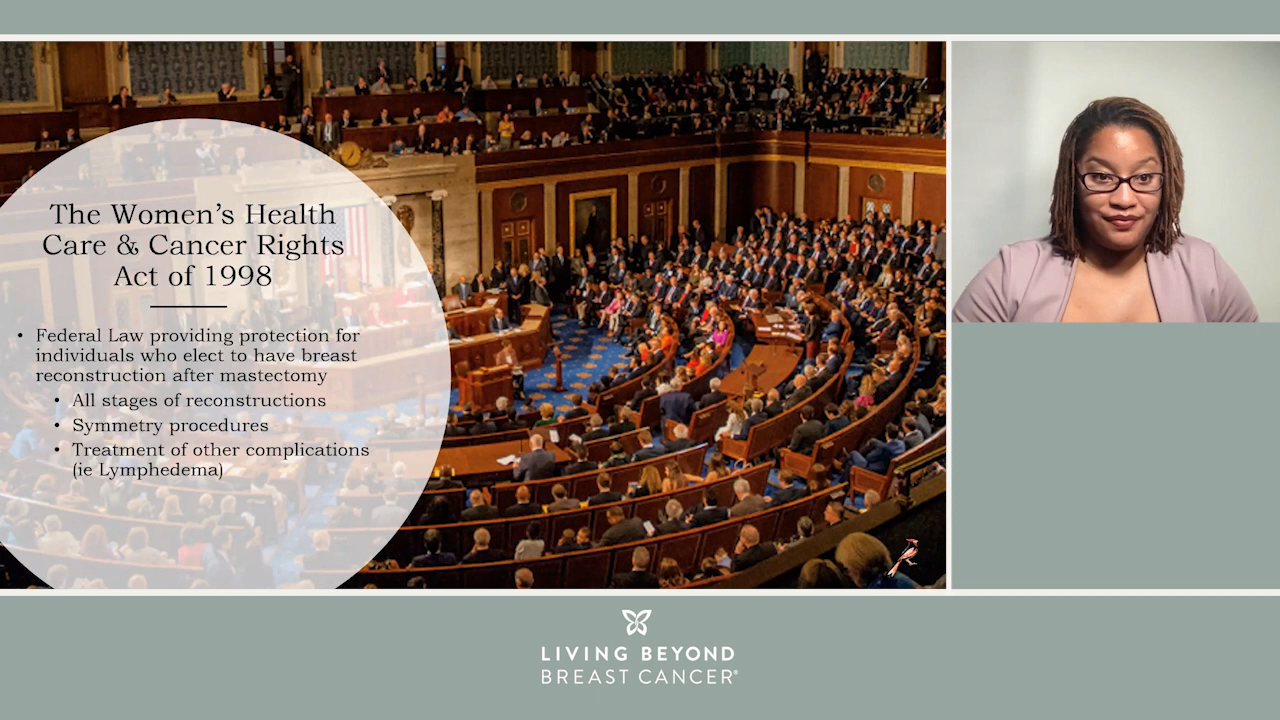 The Women’s Health
Care & Cancer Rights
Act of 1998
• Federal Law providing protection for
individuals who elect to have breast
reconstruction after mastectomy
• All stages of reconstructions
• Symmetry procedures
• Treatment of other complications
(ie Lymphedema)
LIVING BEYOND
BREAST CANCER®